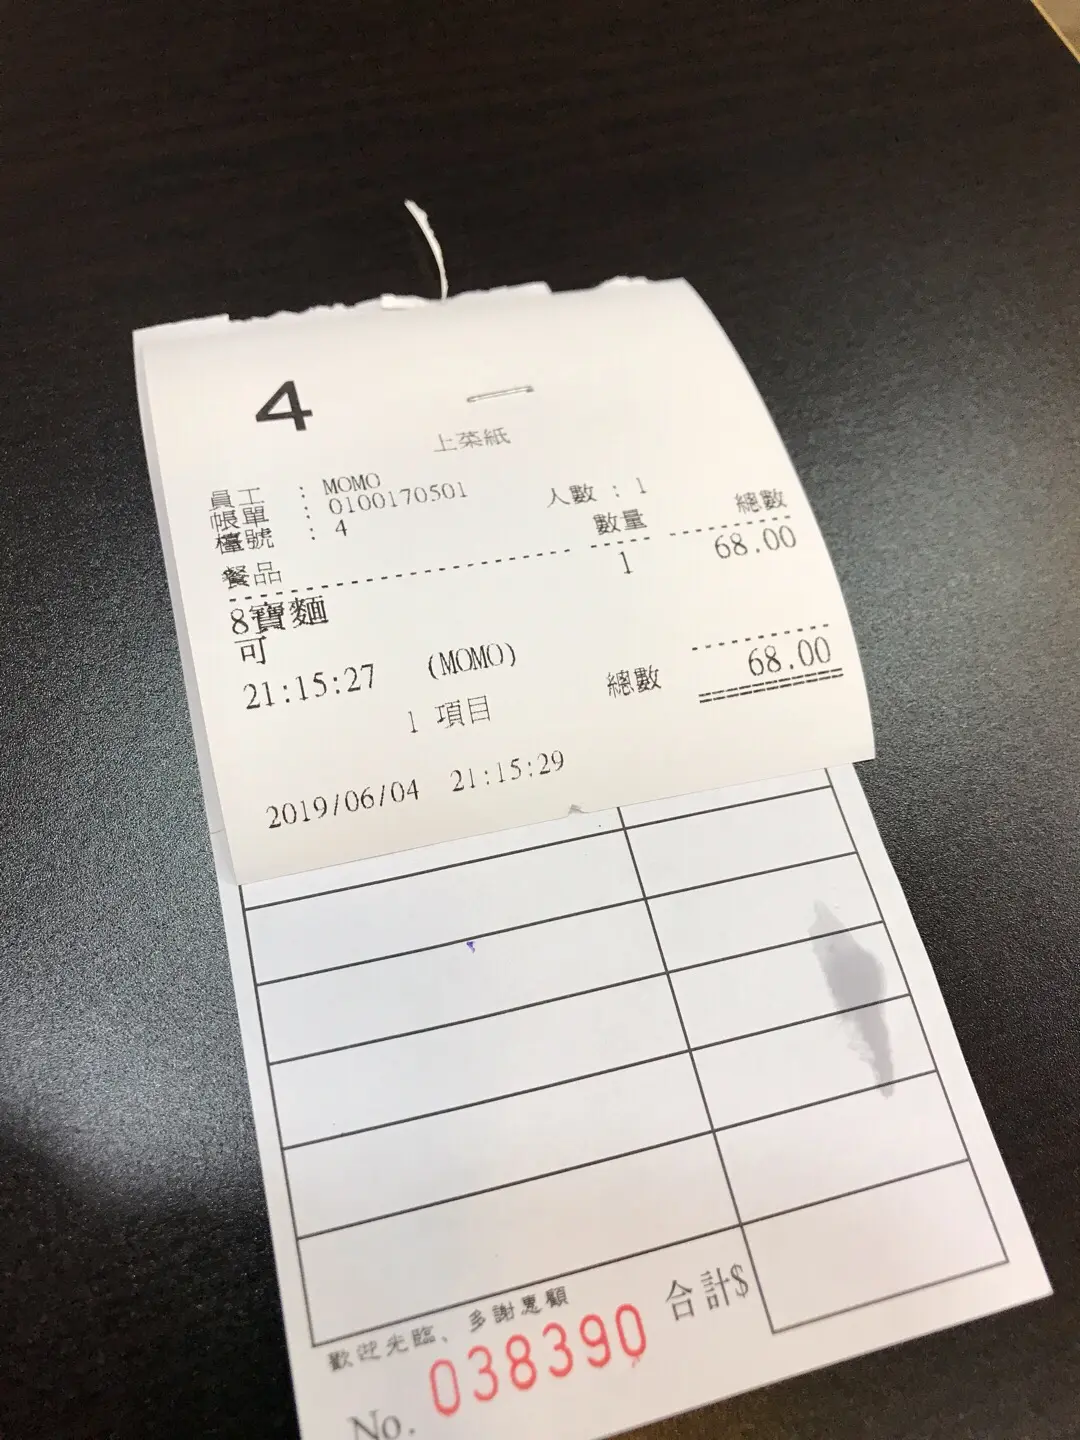 4
上菜紙
員工 : MOMO
帳單 : 0100170501 人數 : 1
檯號 : 4
餐品 數量 總數
8寶麵 1 68.00
可
21:15:27 (MOMO)
1 項目 總數 68.00
2019/06/04 21:15:29
合計$
歡迎光臨、多謝惠顧
No. 038390